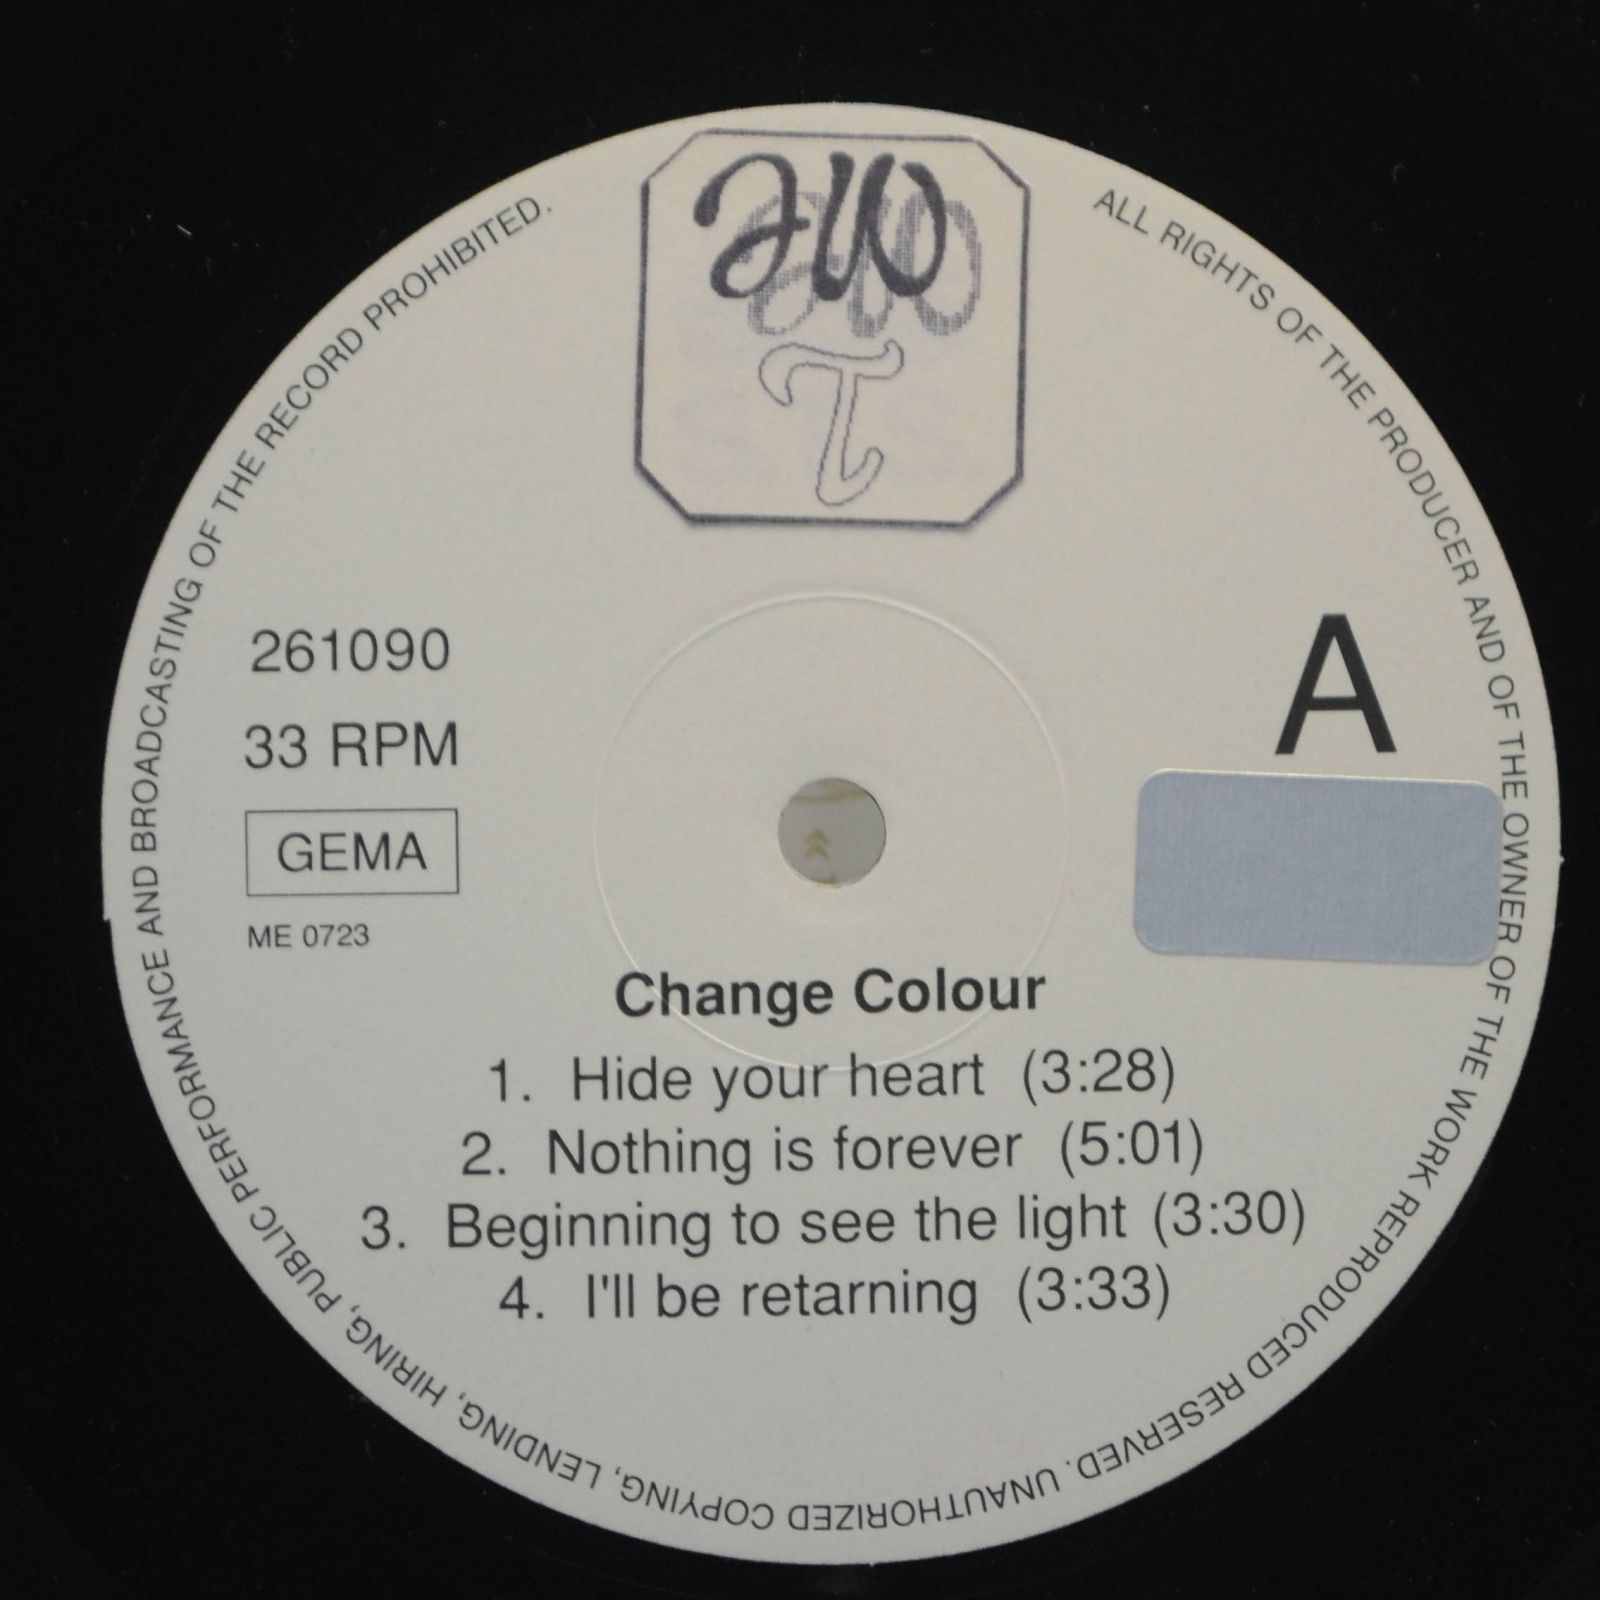 ALL RIGHTS OF THE PRODUCER AND OF THE OWNER OF THE WORK REPRODUCED RESERVED. UNAUTHORIZED COPYING, LENDING, HIRING, PUBLIC PERFORMANCE AND BROADCASTING OF THE RECORD PROHIBITED.
261090
33 RPM
GEMA
ME 0723
A
Change Colour
1. Hide your heart (3:28)
2. Nothing is forever (5:01)
3. Beginning to see the light (3:30)
4. I'll be retarning (3:33)